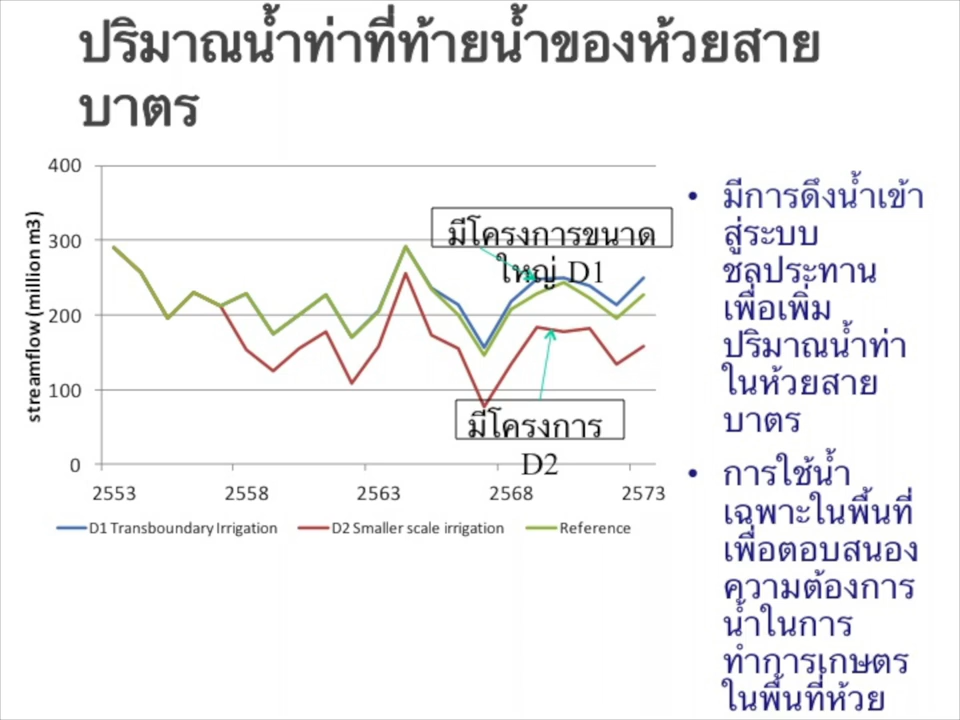 ปริมาณน้ำท่าที่ท้ายน้ำของห้วยสาย
บาตร
400
300
200
100
0
streamflow (million m3)
2553
2558
2563
2568
2573
มีโครงการขนาด
ใหญ่ D1
มีโครงการ
D2
D1 Transboundary Irrigation
D2 Smaller scale irrigation
Reference
• มีการดึงน้ำเข้า
สู่ระบบ
ชลประทาน
เพื่อเพิ่ม
ปริมาณน้ำท่า
ในห้วยสาย
บาตร
• การใช้น้ำ
เฉพาะในพื้นที่
เพื่อตอบสนอง
ความต้องการ
น้ำในการ
ทำการเกษตร
ในพื้นที่ห้วย